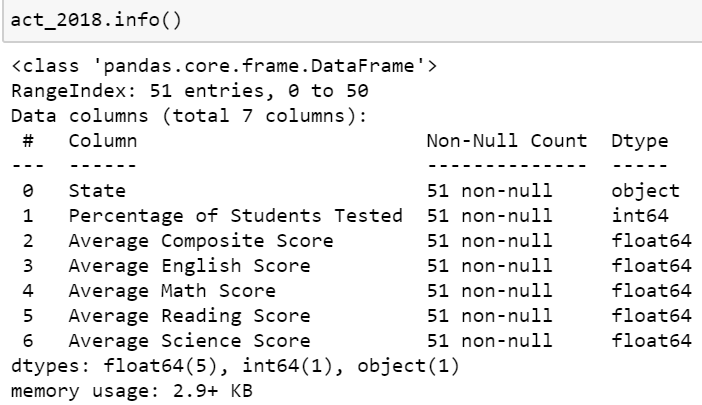 act_2018.info()
<class 'pandas.core.frame.DataFrame'>
RangeIndex: 51 entries, 0 to 50
Data columns (total 7 columns):
 #   Column                         Non-Null Count  Dtype
---  ------                         --------------  -----
 0   State                          51 non-null     object
 1   Percentage of Students Tested  51 non-null     int64
 2   Average Composite Score        51 non-null     float64
 3   Average English Score          51 non-null     float64
 4   Average Math Score             51 non-null     float64
 5   Average Reading Score          51 non-null     float64
 6   Average Science Score          51 non-null     float64
dtypes: float64(5), int64(1), object(1)
memory usage: 2.9+ KB